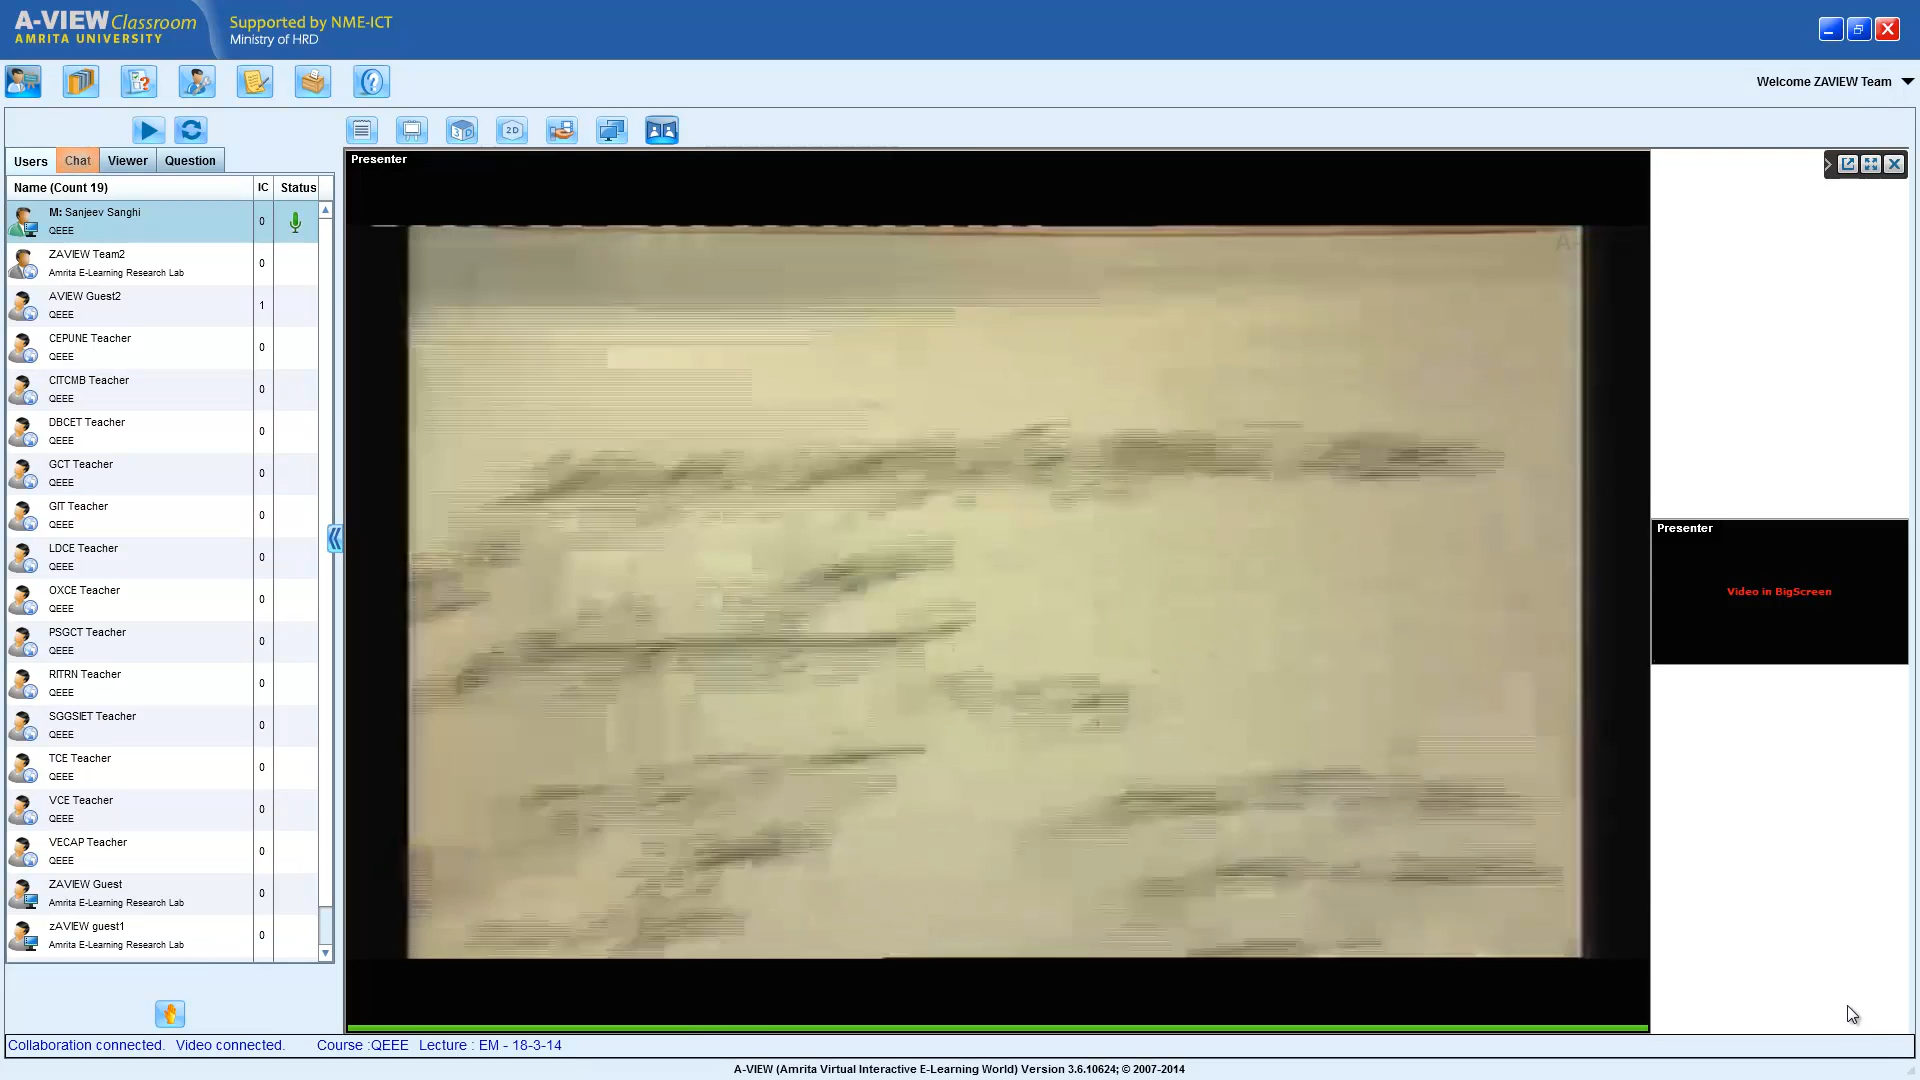 A-VIEW Classroom
AMRITA UNIVERSITY
Supported by NME-ICT
Ministry of HRD
Welcome ZAVIEW Team
3D
2D
Users
Chat
Viewer
Question
Name (Count 19)
IC
Status
M: Sanjeev Sanghi
QEEE
0
ZAVIEW Team2
Amrita E-Learning Research Lab
0
AVIEW Guest2
QEEE
1
CEPUNE Teacher
QEEE
0
CITCMB Teacher
QEEE
0
DBCET Teacher
QEEE
0
GCT Teacher
QEEE
0
GIT Teacher
QEEE
0
LDCE Teacher
QEEE
0
OXCE Teacher
QEEE
0
PSGCT Teacher
QEEE
0
RITRN Teacher
QEEE
0
SGGSIET Teacher
QEEE
0
TCE Teacher
QEEE
0
VCE Teacher
QEEE
0
VECAP Teacher
QEEE
0
ZAVIEW Guest
Amrita E-Learning Research Lab
0
zAVIEW guest1
Amrita E-Learning Research Lab
0
Presenter
A-
Presenter
Video in BigScreen
Collaboration connected. Video connected. Course :QEEE Lecture : EM - 18-3-14
A-VIEW (Amrita Virtual Interactive E-Learning World) Version 3.6.10624; © 2007-2014